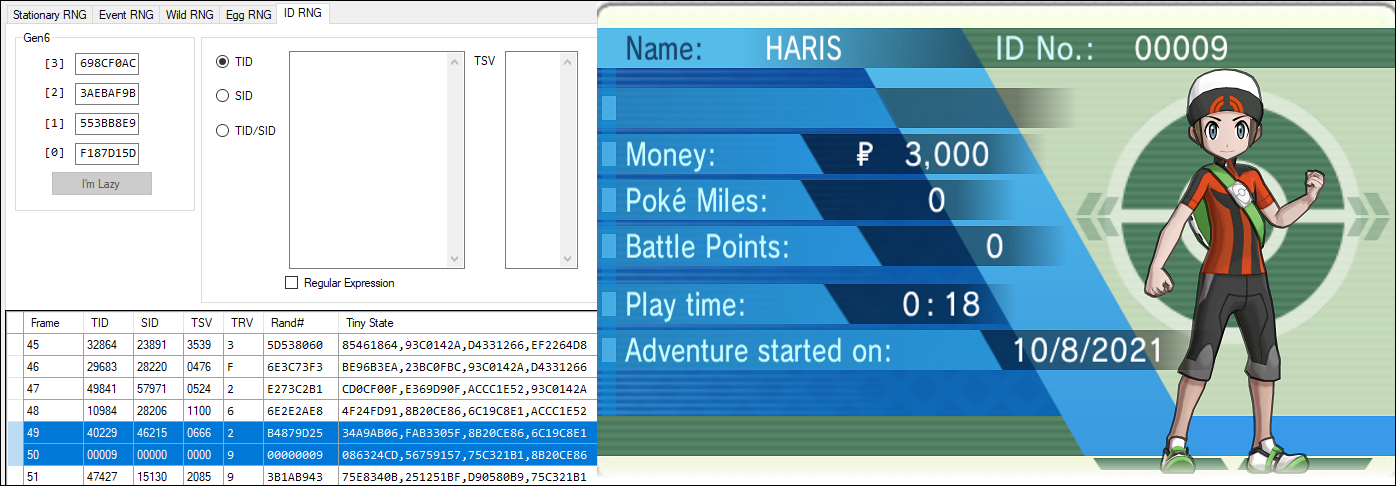 Stationary RNG Event RNG Wild RNG Egg RNG ID RNG
Gen6
[3] 698CF0AC
[2] 3AEBAF9B
[1] 553BB8E9
[0] F187D15D
I'm Lazy
TID
SID
TID/SID
TSV
Regular Expression
Frame TID SID TSV TRV Rand# Tiny State
45 32864 23891 3539 3 5D538060 85461864,93C0142A,D4331266,EF2264D8
46 29683 28220 0476 F 6E3C73F3 BE96B3EA,23BC0FBC,93C0142A,D4331266
47 49841 57971 0524 2 E273C2B1 CD0CF00F,E369D90F,ACCC1E52,93C0142A
48 10984 28206 1100 6 6E2E2AE8 4F24FD91,8B20CE86,6C19C8E1,ACCC1E52
49 40229 46215 0666 2 B4879D25 34A9AB06,FAB3305F,8B20CE86,6C19C8E1
50 00009 00000 0000 9 00000009 086324CD,56759157,75C321B1,8B20CE86
51 47427 15130 2085 9 3B1AB943 75E8340B,251251BF,D90580B9,75C321B1
Name: HARIS ID No.: 00009
Money: ₽ 3,000
Poké Miles: 0
Battle Points: 0
Play time: 0:18
Adventure started on: 10/8/2021